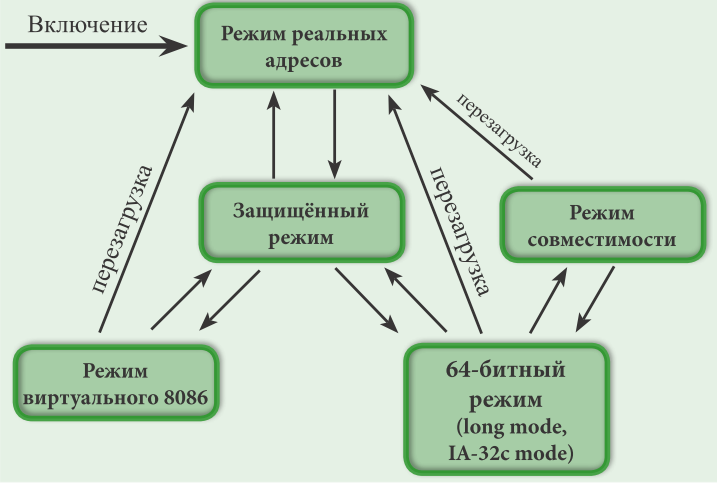 Включение
Режим реальных
адресов
перезагрузка
перезагрузка
перезагрузка
Защищённый
режим
Режим
совместимости
Режим
виртуального 8086
64-битный
режим
(long mode,
IA-32c mode)